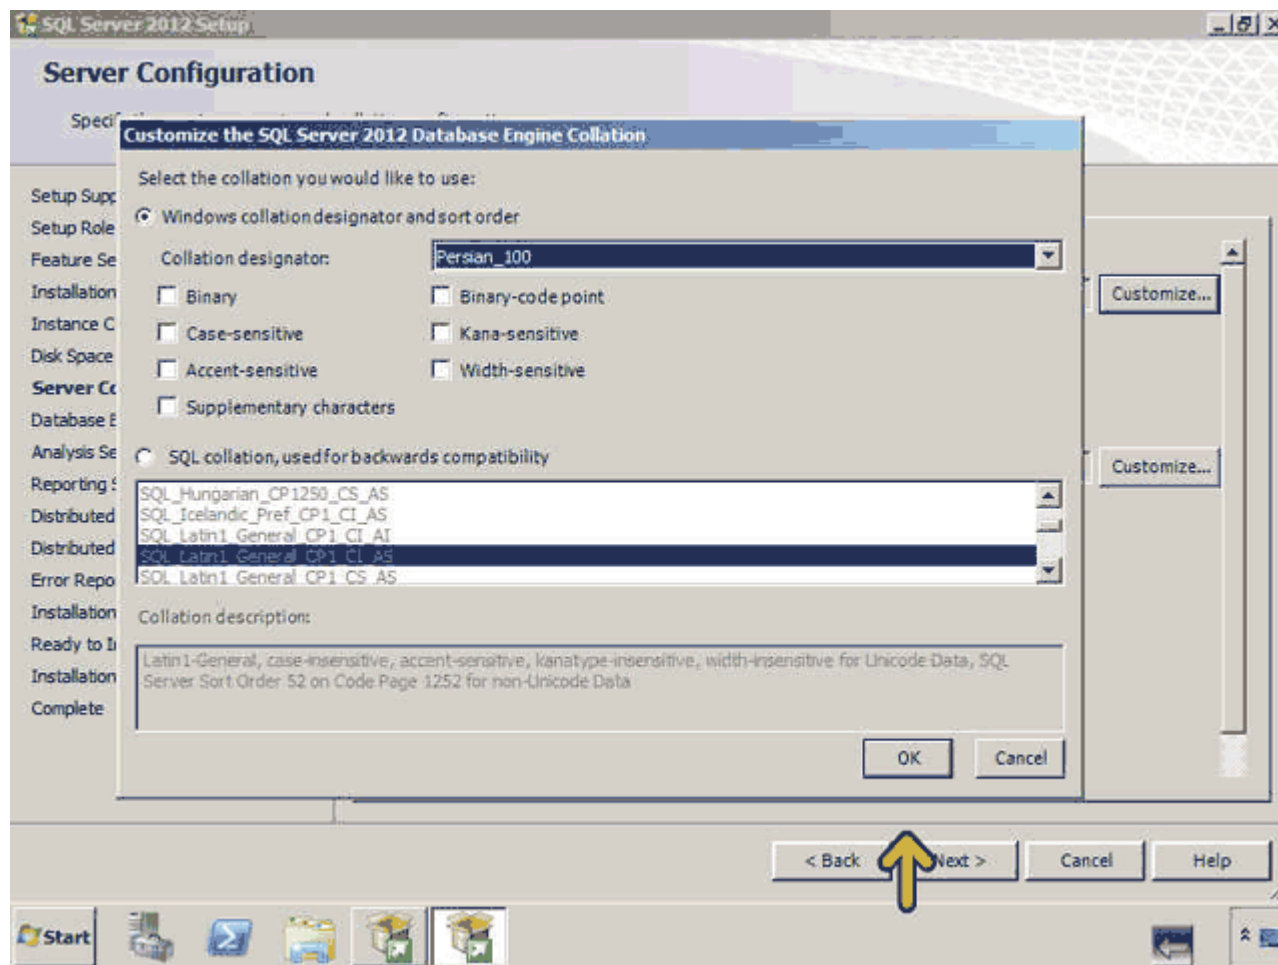 SQL Server 2012 Setup
Server Configuration
Customize the SQL Server 2012 Database Engine Collation
Select the collation you would like to use:
Windows collation designator and sort order
Collation designator:
Persian_100
Binary
Binary-code point
Case-sensitive
Kana-sensitive
Accent-sensitive
Width-sensitive
Supplementary characters
SQL collation, used for backwards compatibility
SQL_Hungarian_CP1250_CS_AS
SQL_Icelandic_Pref_CP1_CI_AS
SQL_Latin1_General_CP1_CI_AI
SQL_Latin1_General_CP1_CI_AS
SQL_Latin1_General_CP1_CS_AS
Collation description:
Latin1-General, case-insensitive, accent-sensitive, kanatype-insensitive, width-insensitive for Unicode Data, SQL
Server Sort Order 52 on Code Page 1252 for non-Unicode Data
OK
Cancel
Setup Supp
Setup Role
Feature Se
Installation
Instance C
Disk Space
Server Co
Database E
Analysis Se
Reporting S
Distributed
Distributed
Error Repo
Installation
Ready to In
Installation
Complete
Customize...
Customize...
< Back
Next >
Cancel
Help
Start